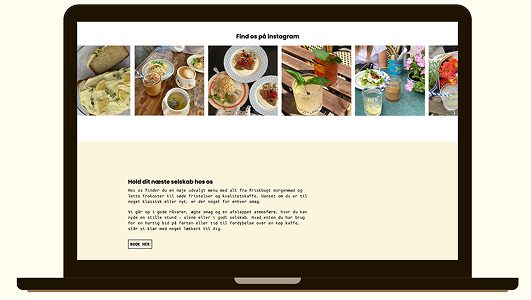 Find os på instagram
Hold dit næste selskab hos os
Hos os finder du en nøje udvalgt menu med alt fra friskbagt morgenmad og
lette frokoster til søde fristelser og kvalitetskaffe. Uanset om du er til
noget klassisk eller nyt, er der noget for enhver smag.
Vi går op i gode råvarer, ægte smag og en afslappet atmosfære, hvor du kan
nyde en stille stund – alene eller i godt selskab. Hvad enten du har brug
for en hurtig bid på farten eller tid til fordybelse over en kop kaffe,
står vi klar med noget lækkert til dig.
BOOK HER